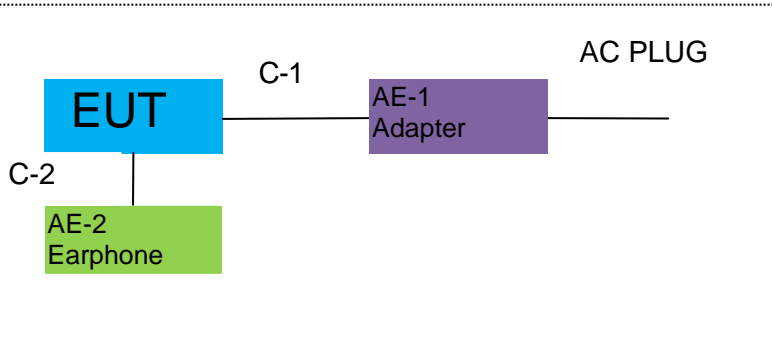 AC PLUG
C-1
EUT
AE-1
Adapter
C-2
AE-2
Earphone